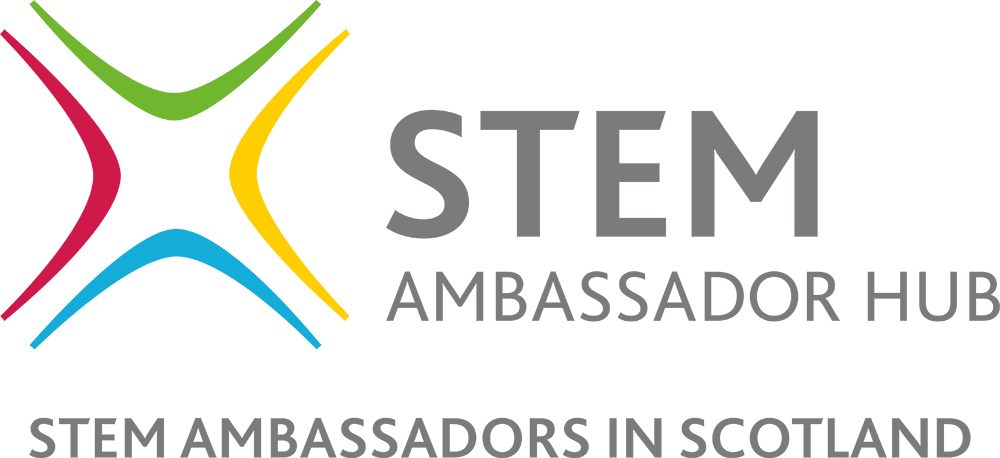 STEM
AMBASSADOR HUB
STEM AMBASSADORS IN SCOTLAND